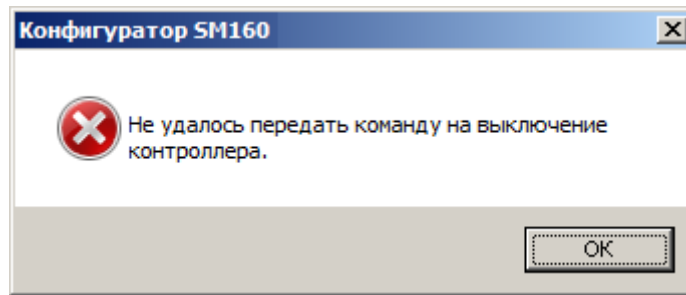 Конфигуратор SM160
Не удалось передать команду на выключение
контроллера.
OK